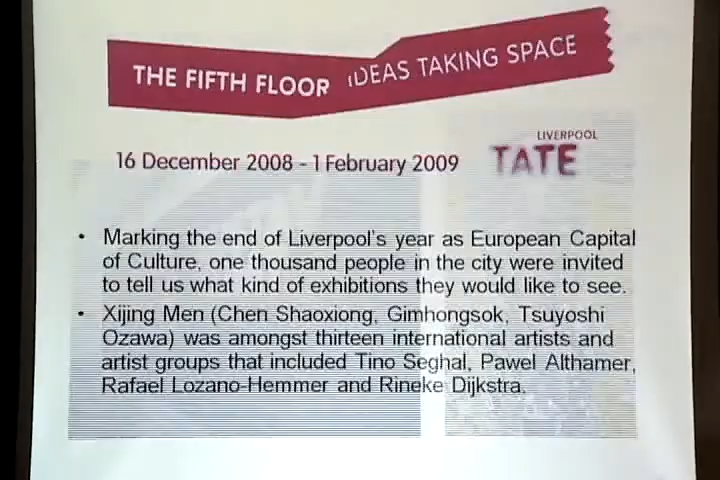 THE FIFTH FLOOR IDEAS TAKING SPACE
16 December 2008 - 1 February 2009
LIVERPOOL
TATE
• Marking the end of Liverpool's year as European Capital
of Culture, one thousand people in the city were invited
to tell us what kind of exhibitions they would like to see.
• Xijing Men (Chen Shaoxiong, Gimhongsok, Tsuyoshi
Ozawa) was amongst thirteen international artists and
artist groups that included Tino Seghal, Pawel Althamer,
Rafael Lozano-Hemmer and Rineke Dijkstra.